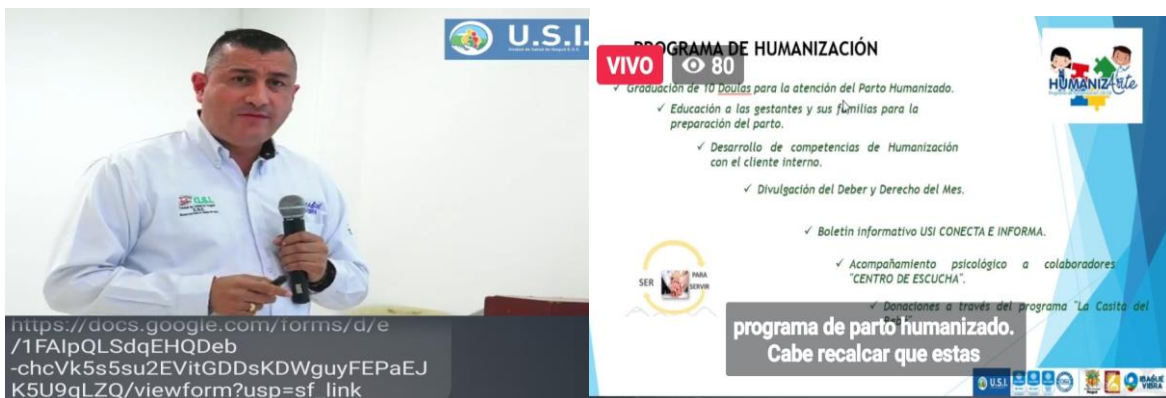 U.S.I.
U.S.I.
https://docs.google.com/forms/d/e
/1FAIpQLSdqEHQDeb
-chcVk5s5su2EVitGDDsKDWguyFEPaEJ
K5U9qLZQ/viewform?usp=sf_link
PROGRAMA DE HUMANIZACIÓN
VIVO 80
HUMANIZArte
✓ Graduación de 10 Doulas para la atención del Parto Humanizado.
✓ Educación a las gestantes y sus familias para la
preparación del parto.
✓ Desarrollo de competencias de Humanización
con el cliente interno.
✓ Divulgación del Deber y Derecho del Mes.
✓ Boletin informativo USI CONECTA E INFORMA.
✓ Acompañamiento psicológico a colaboradores
"CENTRO DE ESCUCHA".
SER PARA
SERVIR
✓ Donaciones a través del programa "La Casita del
programa de parto humanizado.
Cabe recalcar que estas
U.S.I.
IBAGUÉ
VIBRA